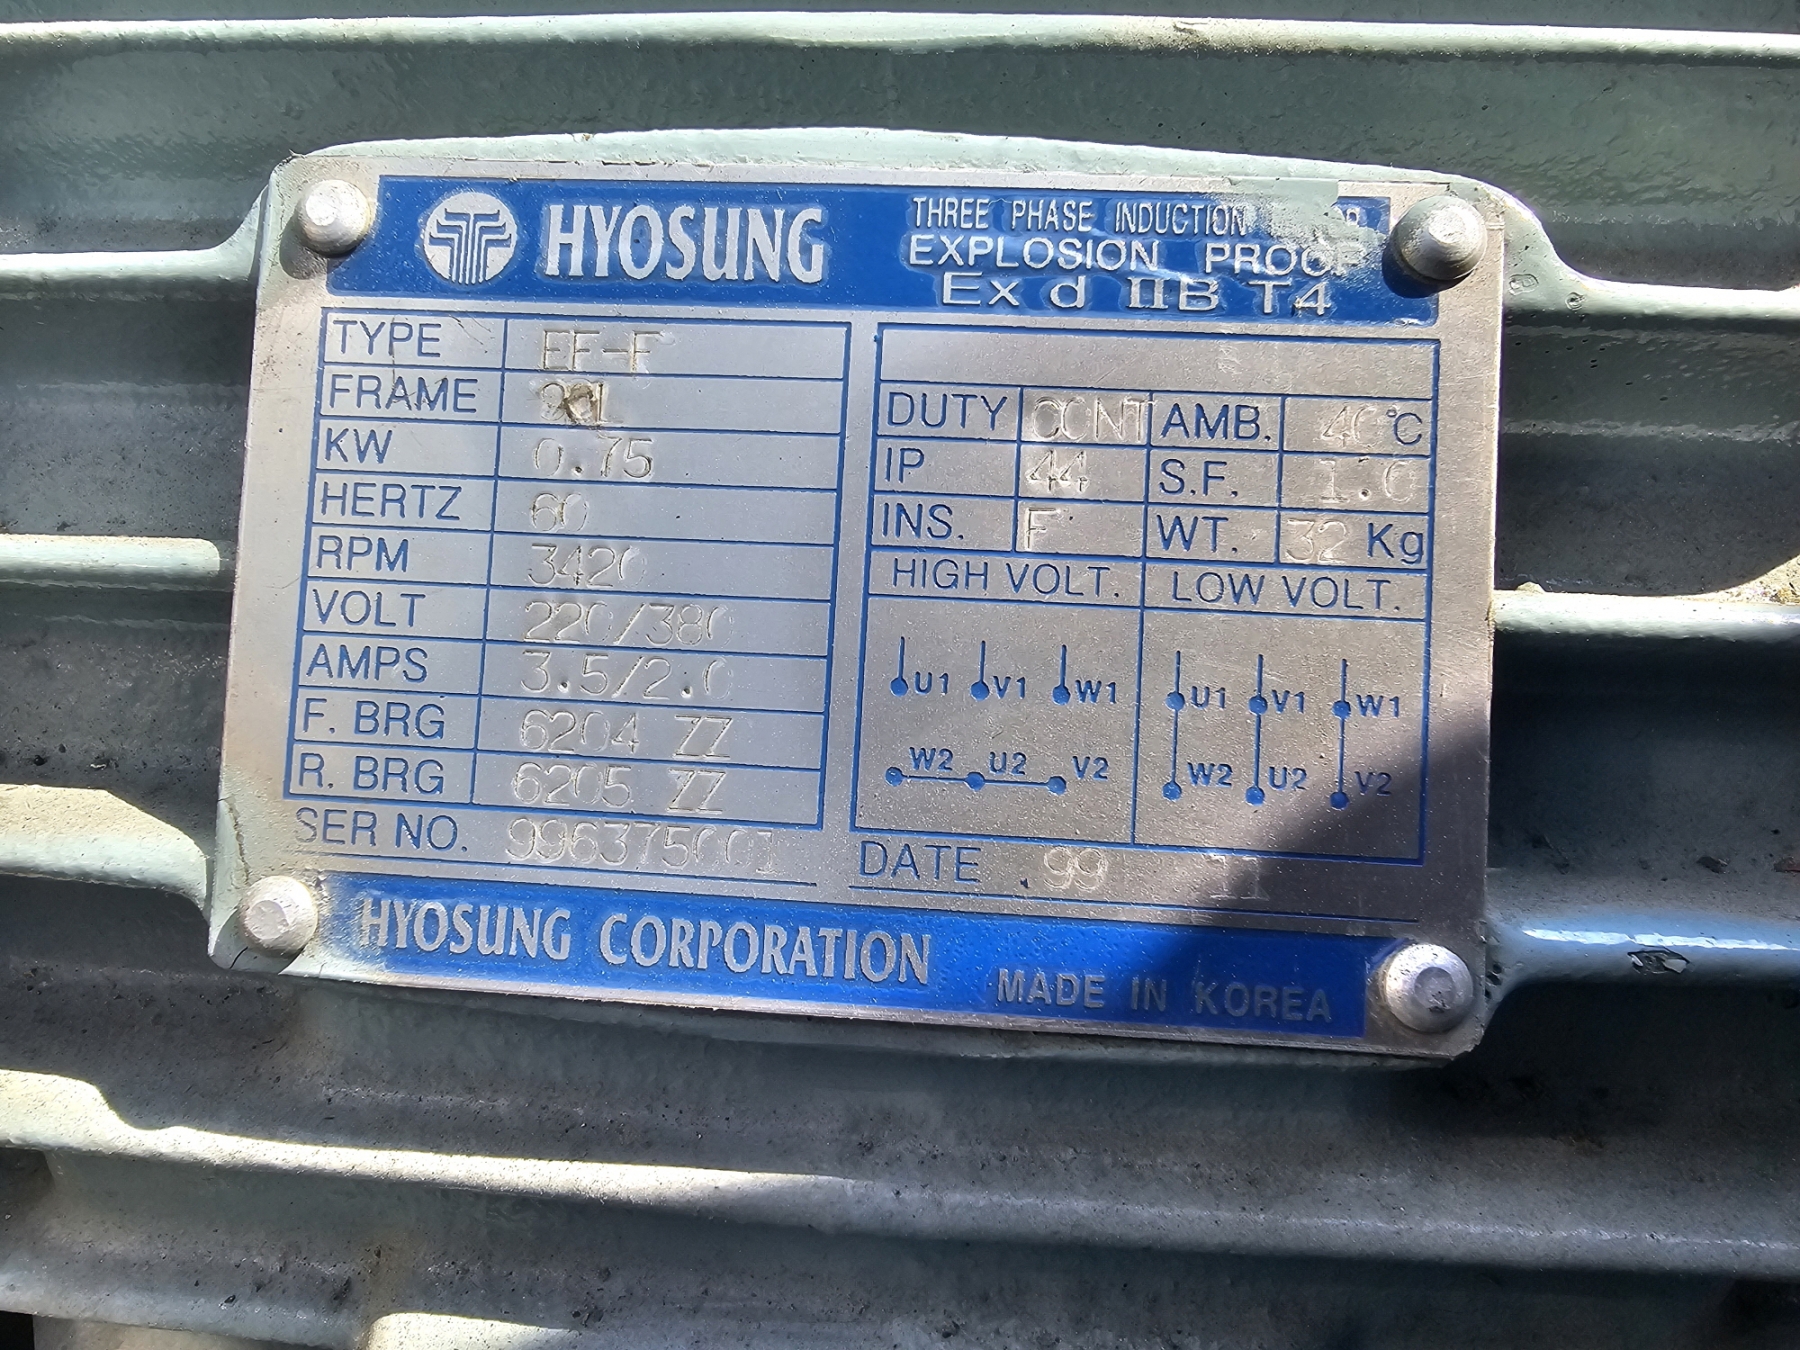 HYOSUNG
THREE PHASE INDUCTION
EXPLOSION PROOF
Ex d IIB T4
TYPE EF-F
FRAME
KW 0.75
HERTZ 60
RPM 3420
VOLT 220/380
AMPS 3.5/2.0
F. BRG 6204 ZZ
R. BRG 6205 ZZ
SER NO. 996375001
DUTY CONT AMB. 40°C
IP 44 S.F. 1.0
INS. F WT. 32 Kg
HIGH VOLT. LOW VOLT.
U1 V1 W1 U1 V1 W1
W2 U2 V2 W2 U2 V2
DATE . 99 11
HYOSUNG CORPORATION
MADE IN KOREA